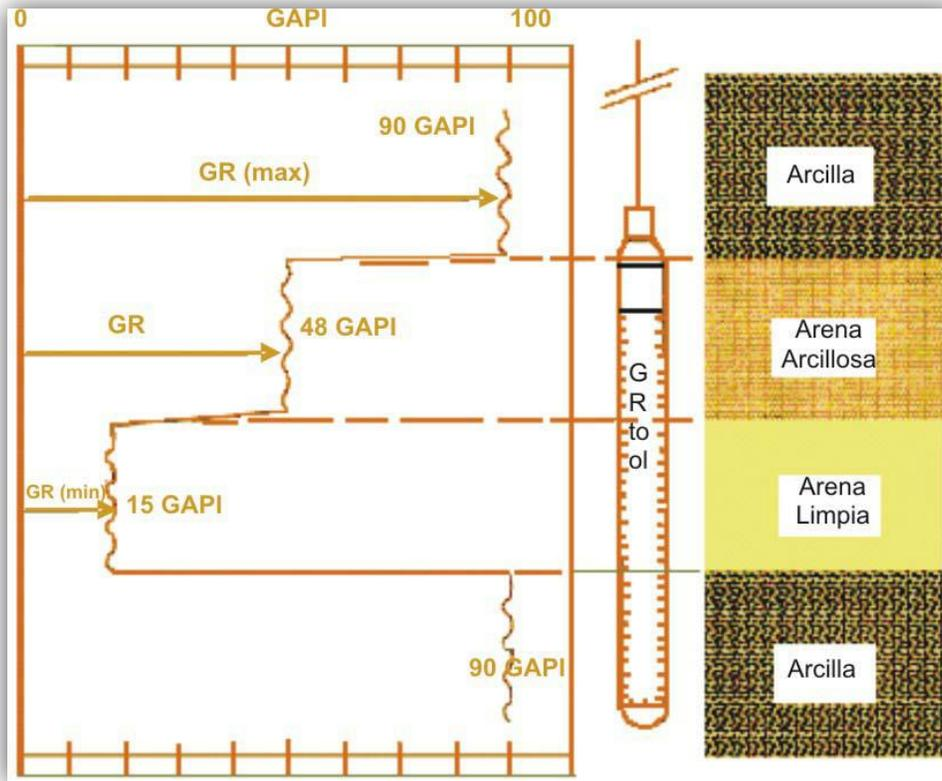 0 GAPI 100
90 GAPI
GR (max)
Arcilla
GR
48 GAPI
Arena
Arcillosa
G
R
to
ol
GR (min)
15 GAPI
Arena
Limpia
90 GAPI
Arcilla